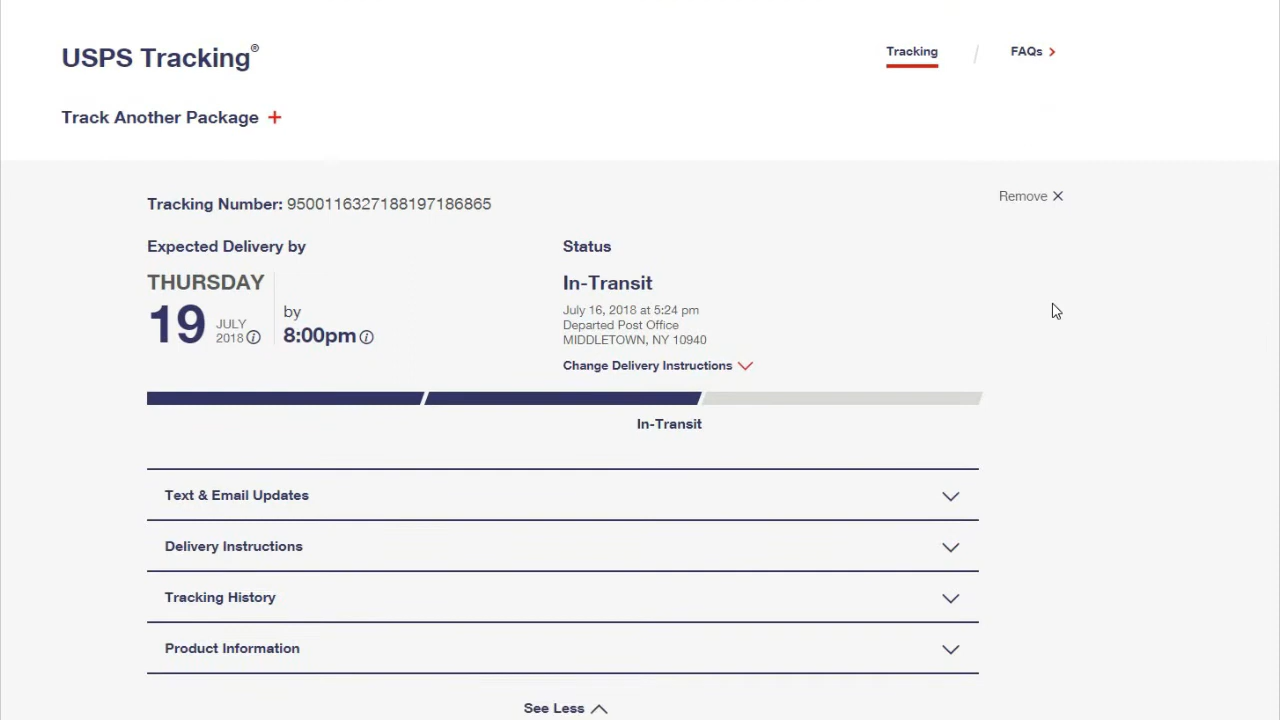 USPS Tracking®
Tracking
FAQs
Track Another Package +
Tracking Number: 9500116327188197186865
Remove
Expected Delivery by
THURSDAY
19 JULY 2018
by
8:00pm
Status
In-Transit
July 16, 2018 at 5:24 pm
Departed Post Office
MIDDLETOWN, NY 10940
Change Delivery Instructions
In-Transit
Text & Email Updates
Delivery Instructions
Tracking History
Product Information
See Less